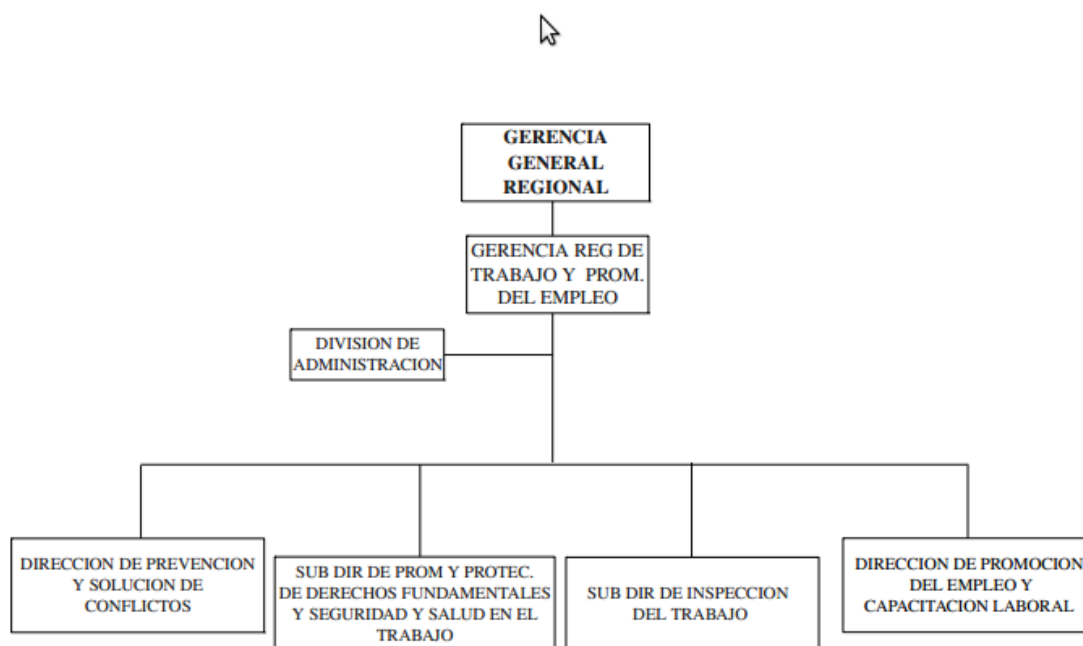 GERENCIA
GENERAL
REGIONAL
GERENCIA REG DE
TRABAJO Y PROM.
DEL EMPLEO
DIVISION DE
ADMINISTRACION
DIRECCION DE PREVENCION
Y SOLUCION DE
CONFLICTOS
SUB DIR DE PROM Y PROTEC.
DE DERECHOS FUNDAMENTALES
Y SEGURIDAD Y SALUD EN EL
TRABAJO
SUB DIR DE INSPECCION
DEL TRABAJO
DIRECCION DE PROMOCION
DEL EMPLEO Y
CAPACITACION LABORAL